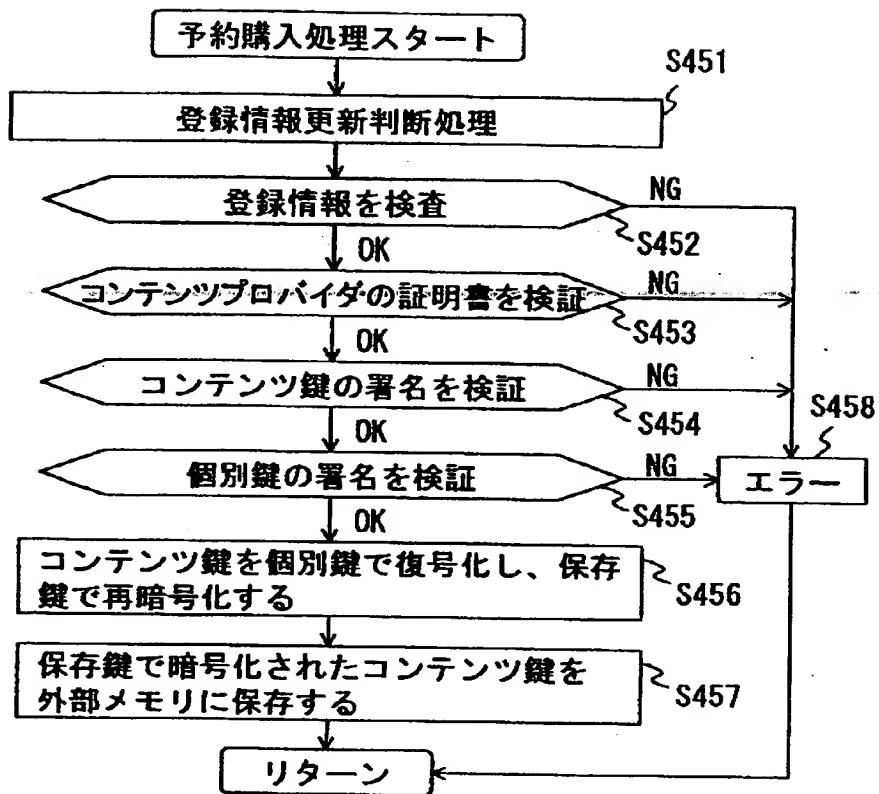 予約購入処理スタート
S451
登録情報更新判断処理
登録情報を検査
NG
S452
OK
コンテンツプロバイダの証明書を検証
NG
S453
OK
コンテンツ鍵の署名を検証
NG
S454
OK
S458
個別鍵の署名を検証
NG
エラー
S455
OK
コンテンツ鍵を個別鍵で復号化し、保存
鍵で再暗号化する
S456
保存鍵で暗号化されたコンテンツ鍵を
外部メモリに保存する
S457
リターン